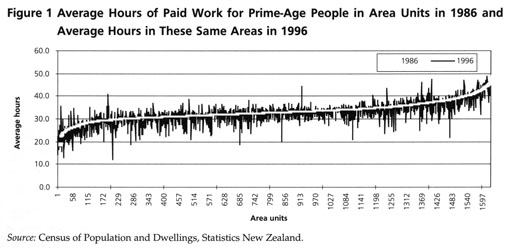 Figure 1 Average Hours of Paid Work for Prime-Age People in Area Units in 1986 and
Average Hours in These Same Areas in 1996
60.0
50.0
40.0
30.0
20.0
10.0
0.0
Average hours
1986 1996
1 58 115 172 229 286 343 400 457 514 571 628 685 742 799 856 913 970 1027 1084 1141 1198 1255 1312 1369 1426 1483 1540 1597
Area units
Source: Census of Population and Dwellings, Statistics New Zealand.